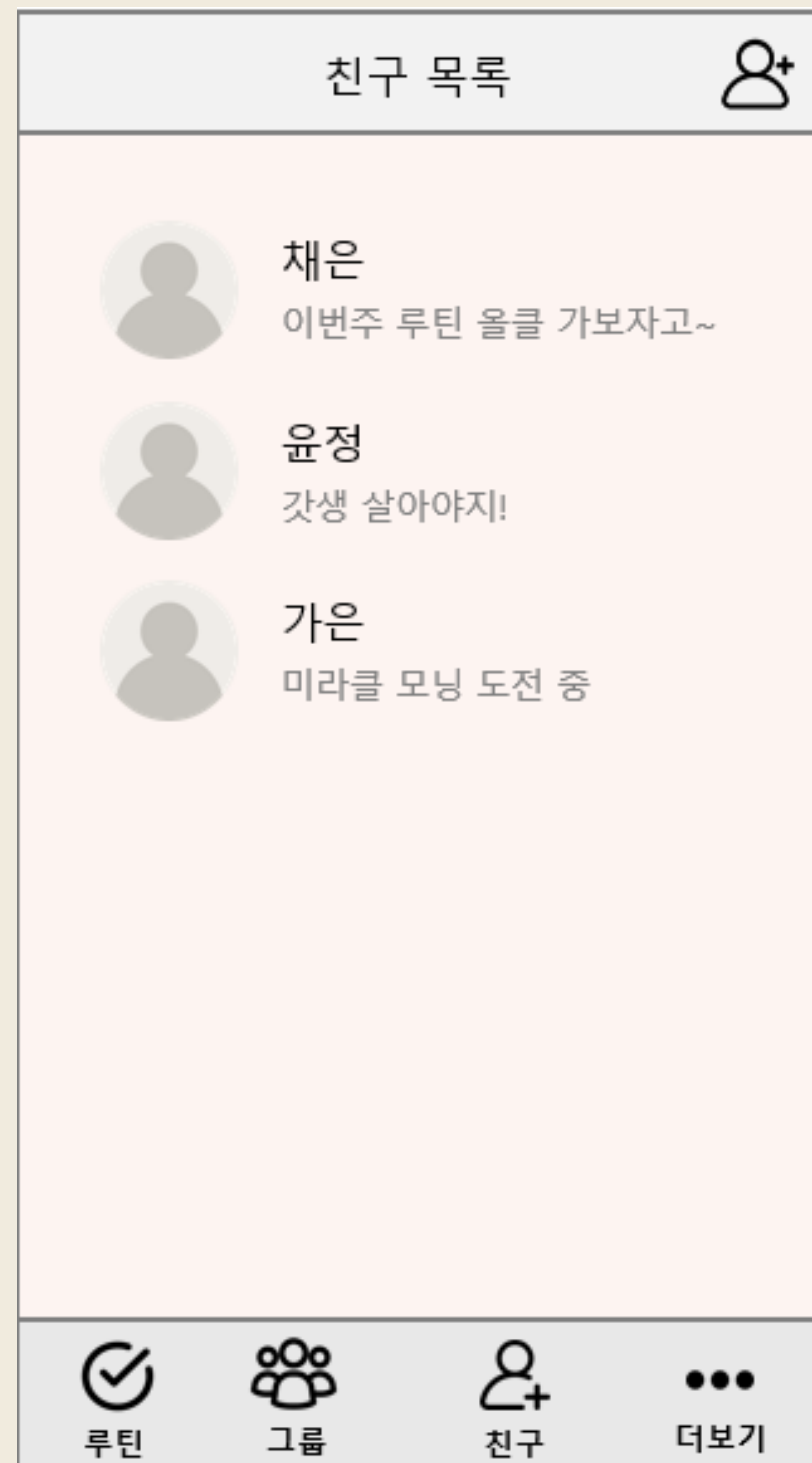 친구 목록
채은
이번주 루틴 올클 가보자고~
윤정
갓생 살아야지!
가은
미라클 모닝 도전 중
루틴 그룹 친구 더보기